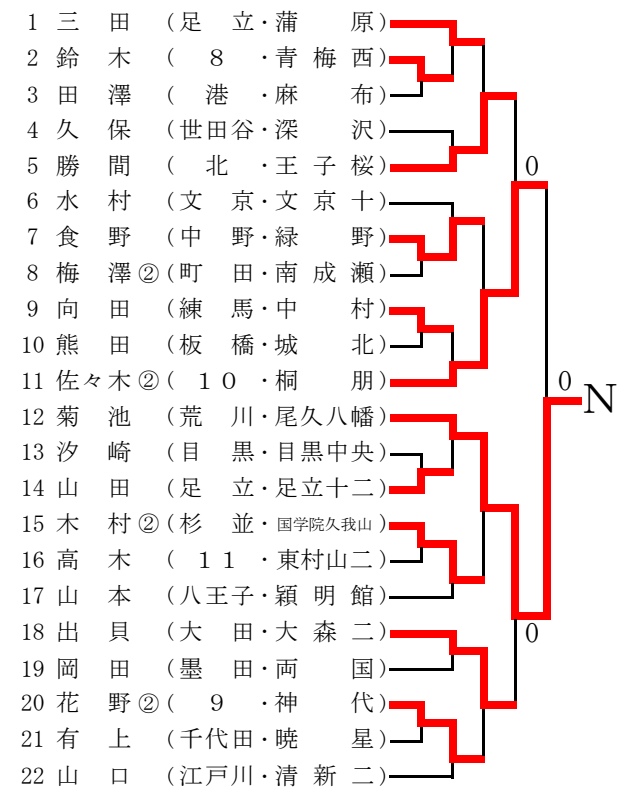 1 三 田 (足 立・蒲 原)
2 鈴 木 ( 8 ・青 梅 西)
3 田 澤 ( 港 ・麻 布)
4 久 保 (世田谷・深 沢)
5 勝 間 ( 北 ・王 子 桜)
0
6 水 村 (文 京・文 京 十)
7 食 野 (中 野・緑 野)
8 梅 澤② (町 田・南 成 瀬)
9 向 田 (練 馬・中 村)
10 熊 田 (板 橋・城 北)
11 佐々木② ( 10 ・桐 朋)
0
N
12 菊 池 (荒 川・尾久八幡)
13 汐 崎 (目 黒・目黒中央)
14 山 田 (足 立・足立十二)
15 木 村② (杉 並・国学院久我山)
16 高 木 ( 11 ・東村山二)
17 山 本 (八王子・穎 明 館)
18 出 貝 (大 田・大 森 二)
0
19 岡 田 (墨 田・両 国)
20 花 野② ( 9 ・神 代)
21 有 上 (千代田・暁 星)
22 山 口 (江戸川・清 新 二)